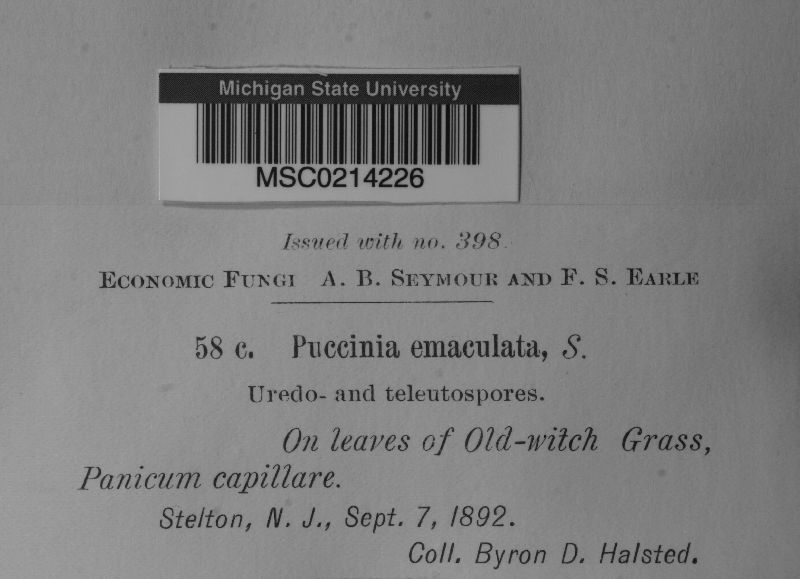 Michigan State University
MSC0214226
Issued with no. 398.
ECONOMIC FUNGI A. B. SEYMOUR AND F. S. EARLE
58 c. Puccinia emaculata, S.
Uredo- and teleutospores.
On leaves of Old-witch Grass,
Panicum capillare.
Stelton, N. J., Sept. 7, 1892.
Coll. Byron D. Halsted.